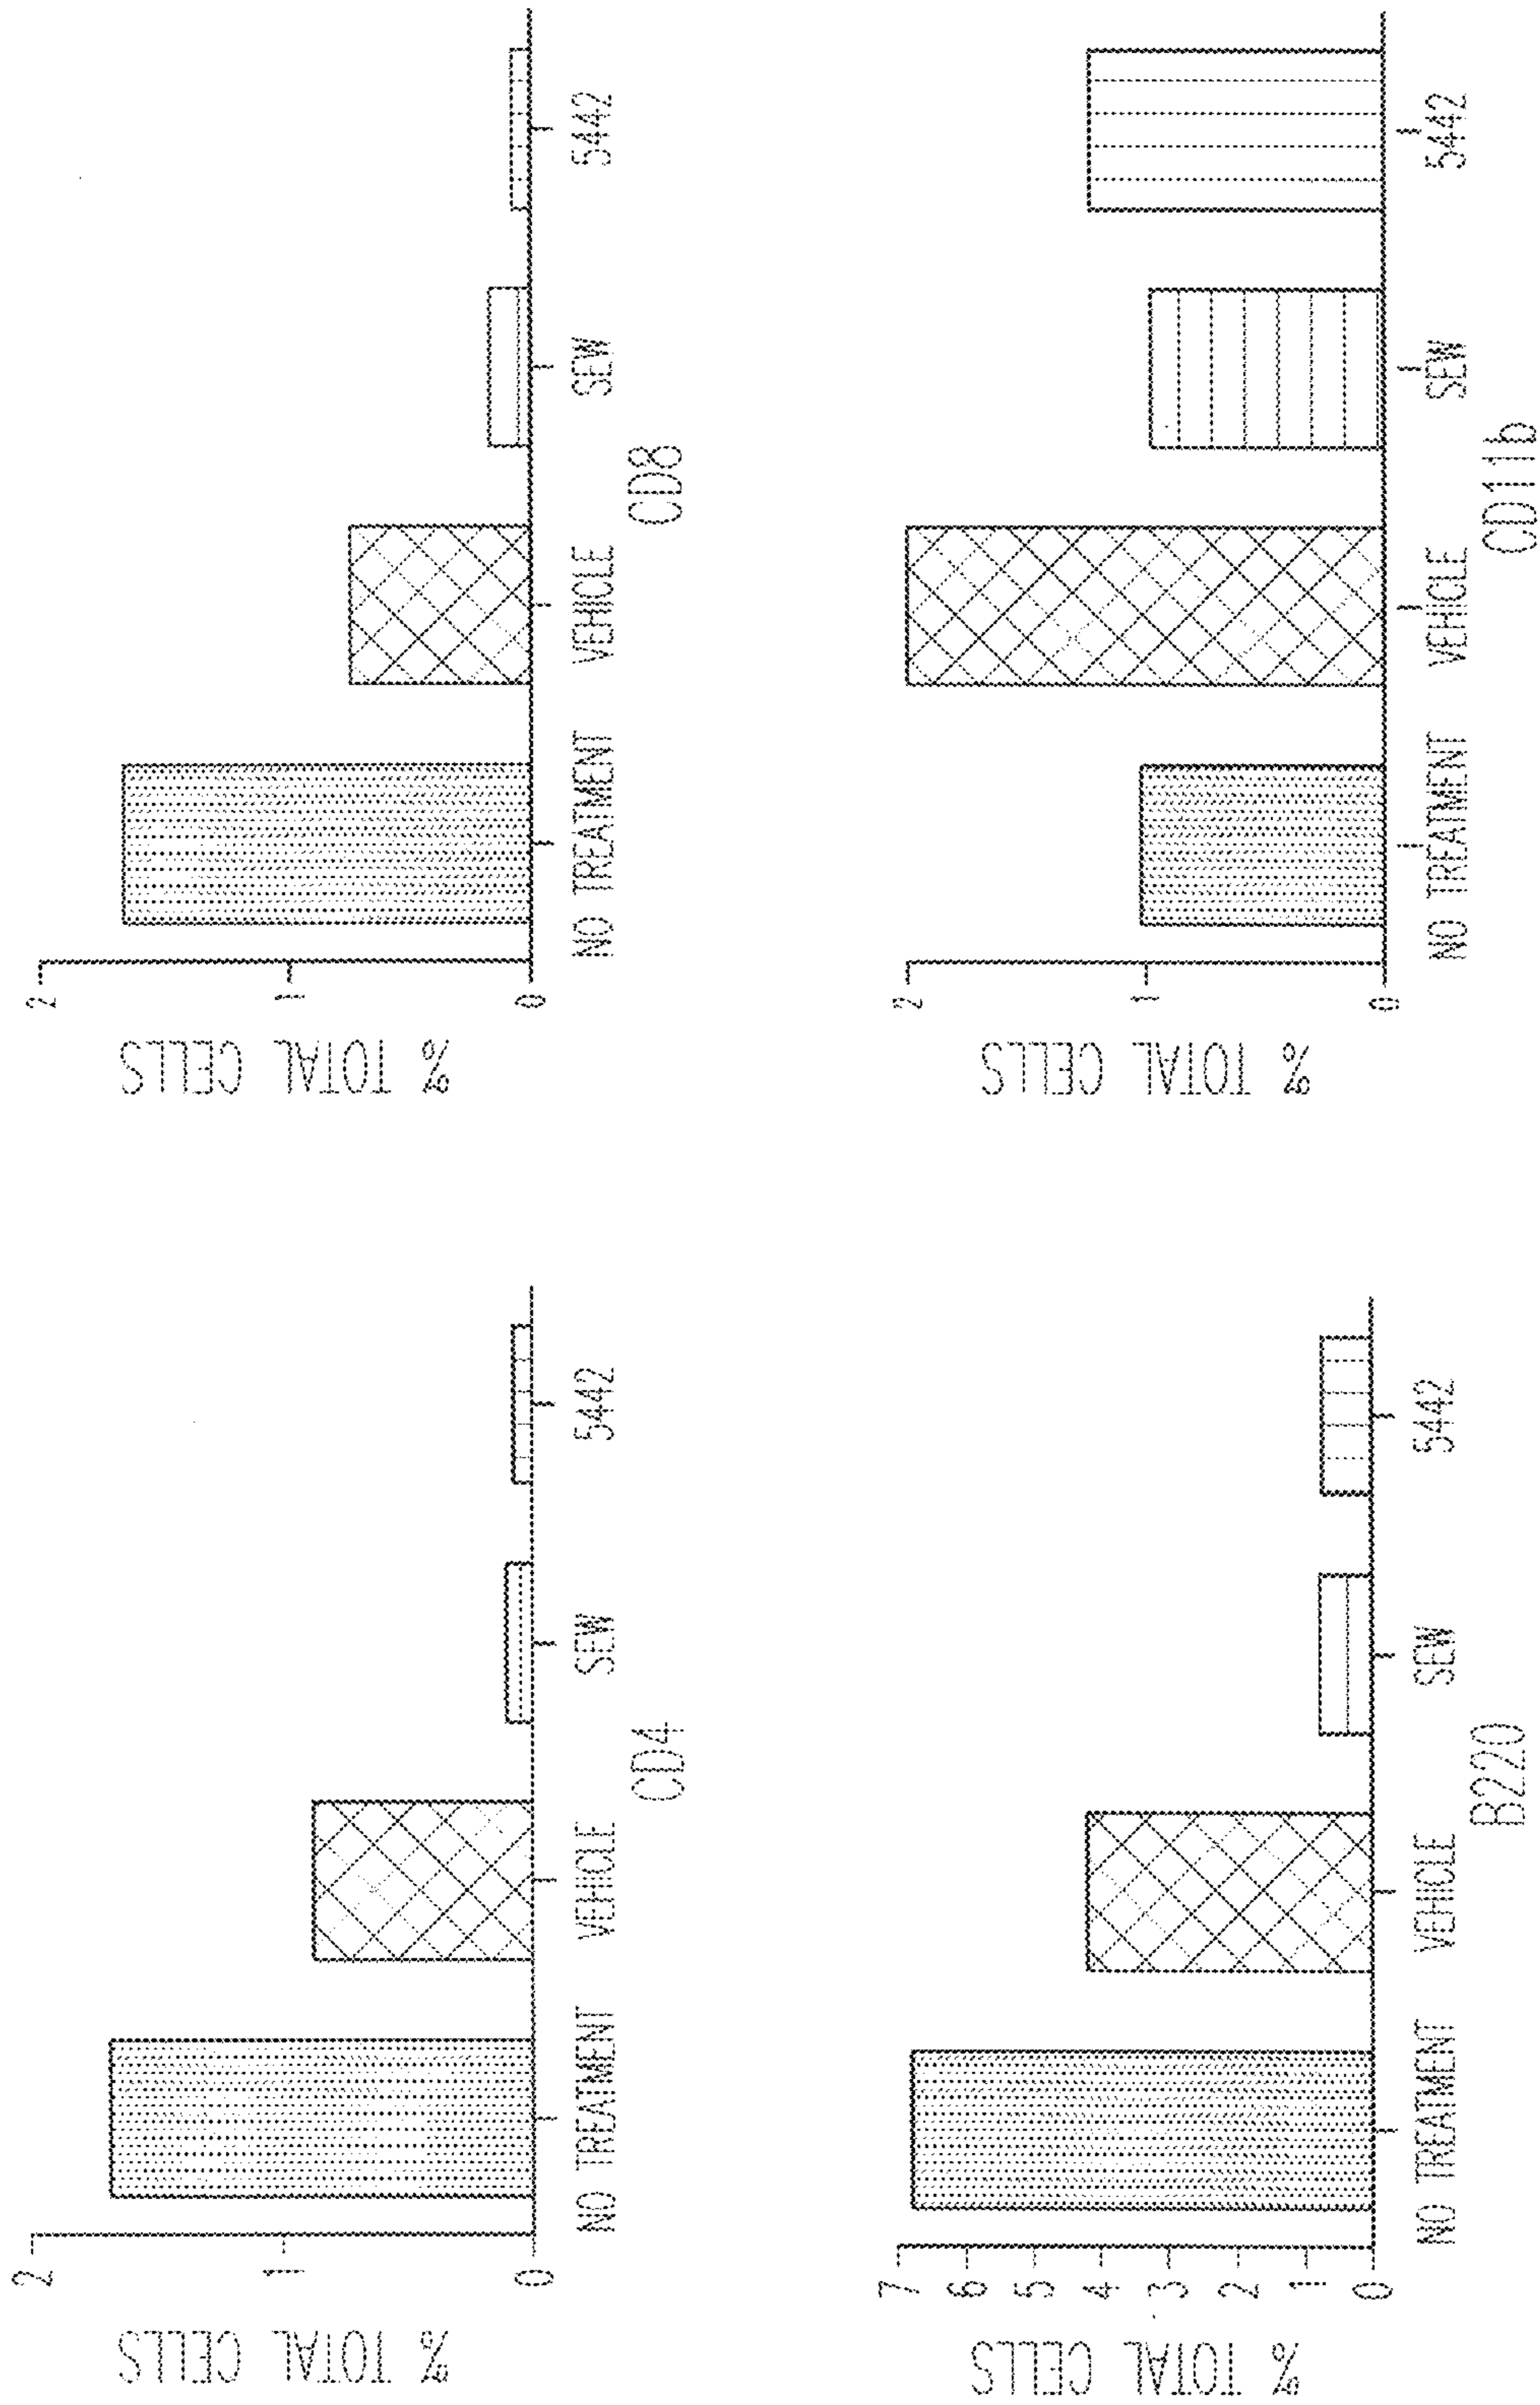 % TOTAL CELLS
2
1
0
NO TREATMENT VEHICLE SEW 5442
CD4
% TOTAL CELLS
2
1
0
NO TREATMENT VEHICLE SEW 5442
CD8
% TOTAL CELLS
7
6
5
4
3
2
1
0
NO TREATMENT VEHICLE SEW 5442
B220
% TOTAL CELLS
2
1
0
NO TREATMENT VEHICLE SEW 5442
CD11b